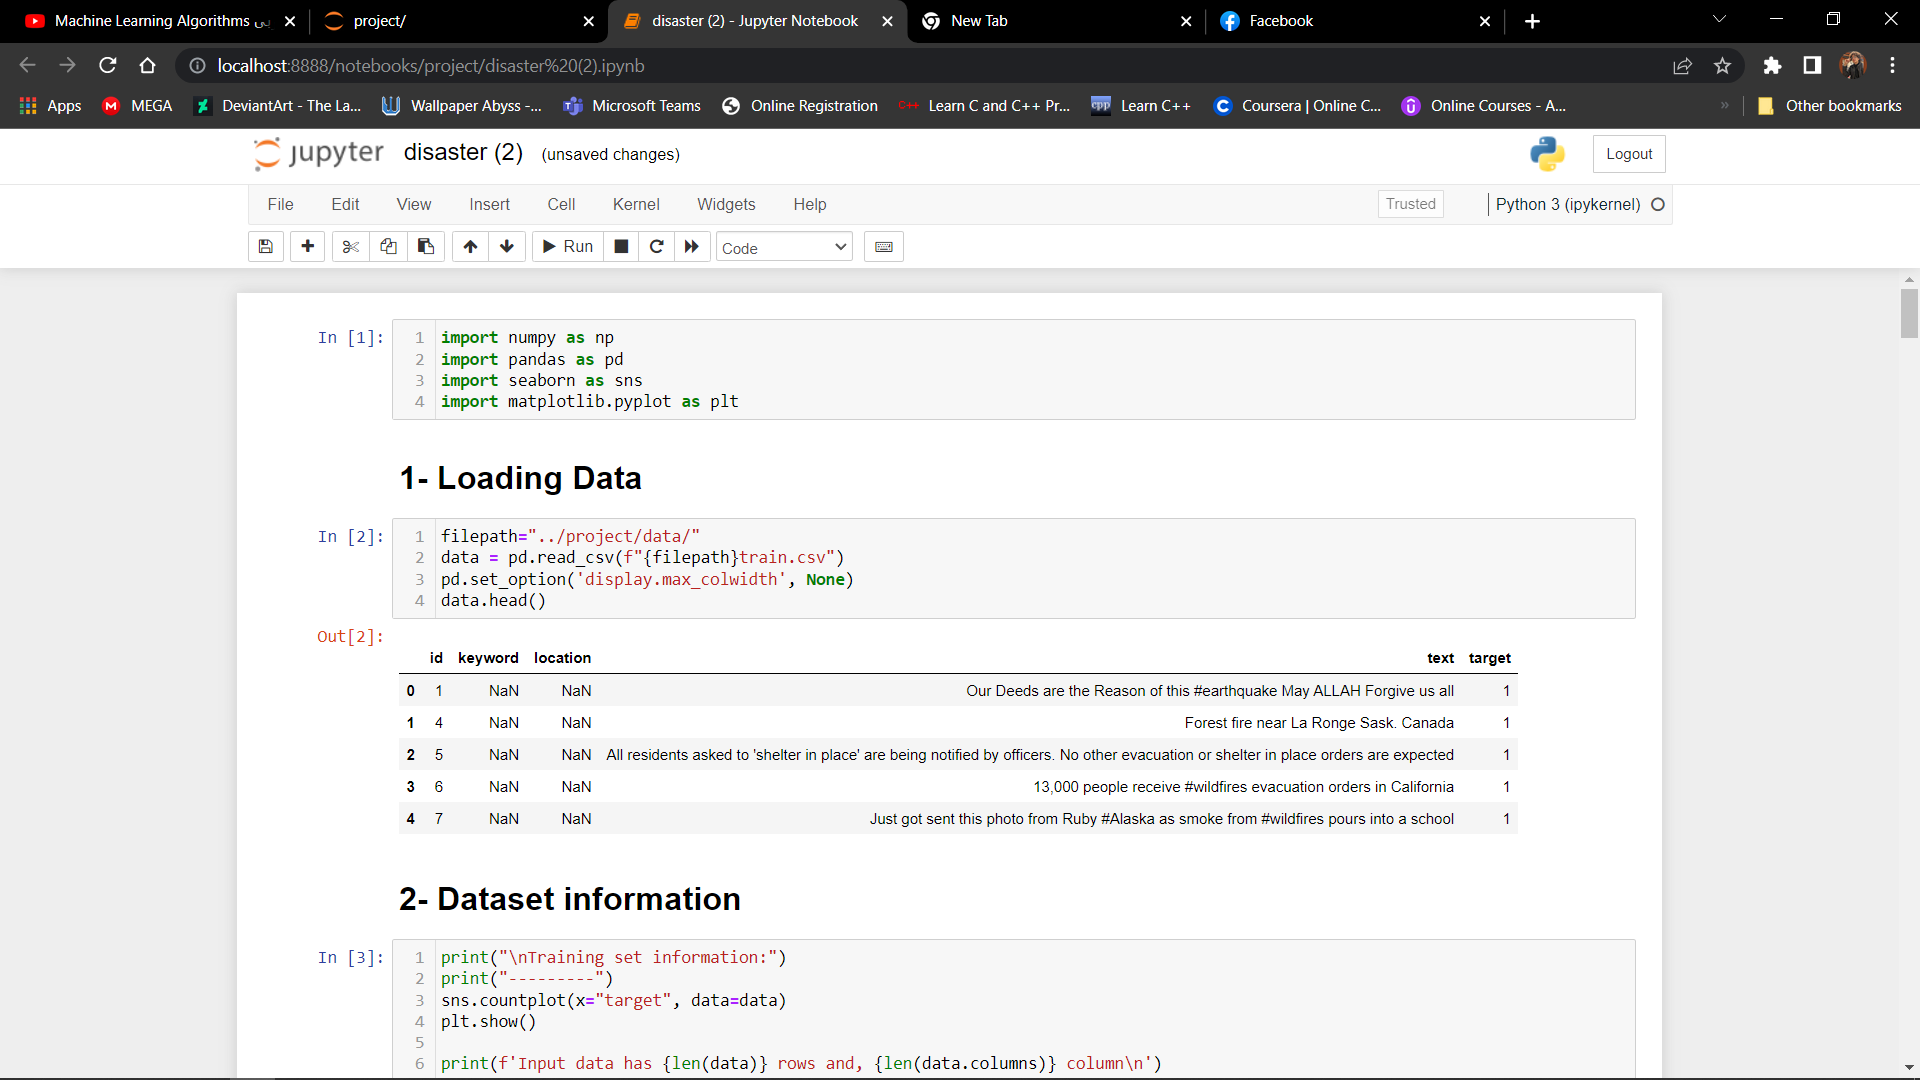 Machine Learning Algorithms بی
project/
disaster (2) - Jupyter Notebook
New Tab
Facebook
localhost:8888/notebooks/project/disaster%20(2).ipynb
Apps
MEGA
DeviantArt - The La...
Wallpaper Abyss -...
Microsoft Teams
Online Registration
Learn C and C++ Pr...
Learn C++
Coursera | Online C...
Online Courses - A...
»
Other bookmarks
jupyter disaster (2) (unsaved changes)
Logout
File Edit View Insert Cell Kernel Widgets Help
Trusted
Python 3 (ipykernel)
Run
Code
In [1]:
1 import numpy as np
2 import pandas as pd
3 import seaborn as sns
4 import matplotlib.pyplot as plt
1- Loading Data
In [2]:
1 filepath="../project/data/"
2 data = pd.read_csv(f"{filepath}train.csv")
3 pd.set_option('display.max_colwidth', None)
4 data.head()
Out[2]:
id keyword location text target
0 1 NaN NaN Our Deeds are the Reason of this #earthquake May ALLAH Forgive us all 1
1 4 NaN NaN Forest fire near La Ronge Sask. Canada 1
2 5 NaN NaN All residents asked to 'shelter in place' are being notified by officers. No other evacuation or shelter in place orders are expected 1
3 6 NaN NaN 13,000 people receive #wildfires evacuation orders in California 1
4 7 NaN NaN Just got sent this photo from Ruby #Alaska as smoke from #wildfires pours into a school 1
2- Dataset information
In [3]:
1 print("\nTraining set information:")
2 print("---------")
3 sns.countplot(x="target", data=data)
4 plt.show()
5
6 print(f'Input data has {len(data)} rows and, {len(data.columns)} column\n')